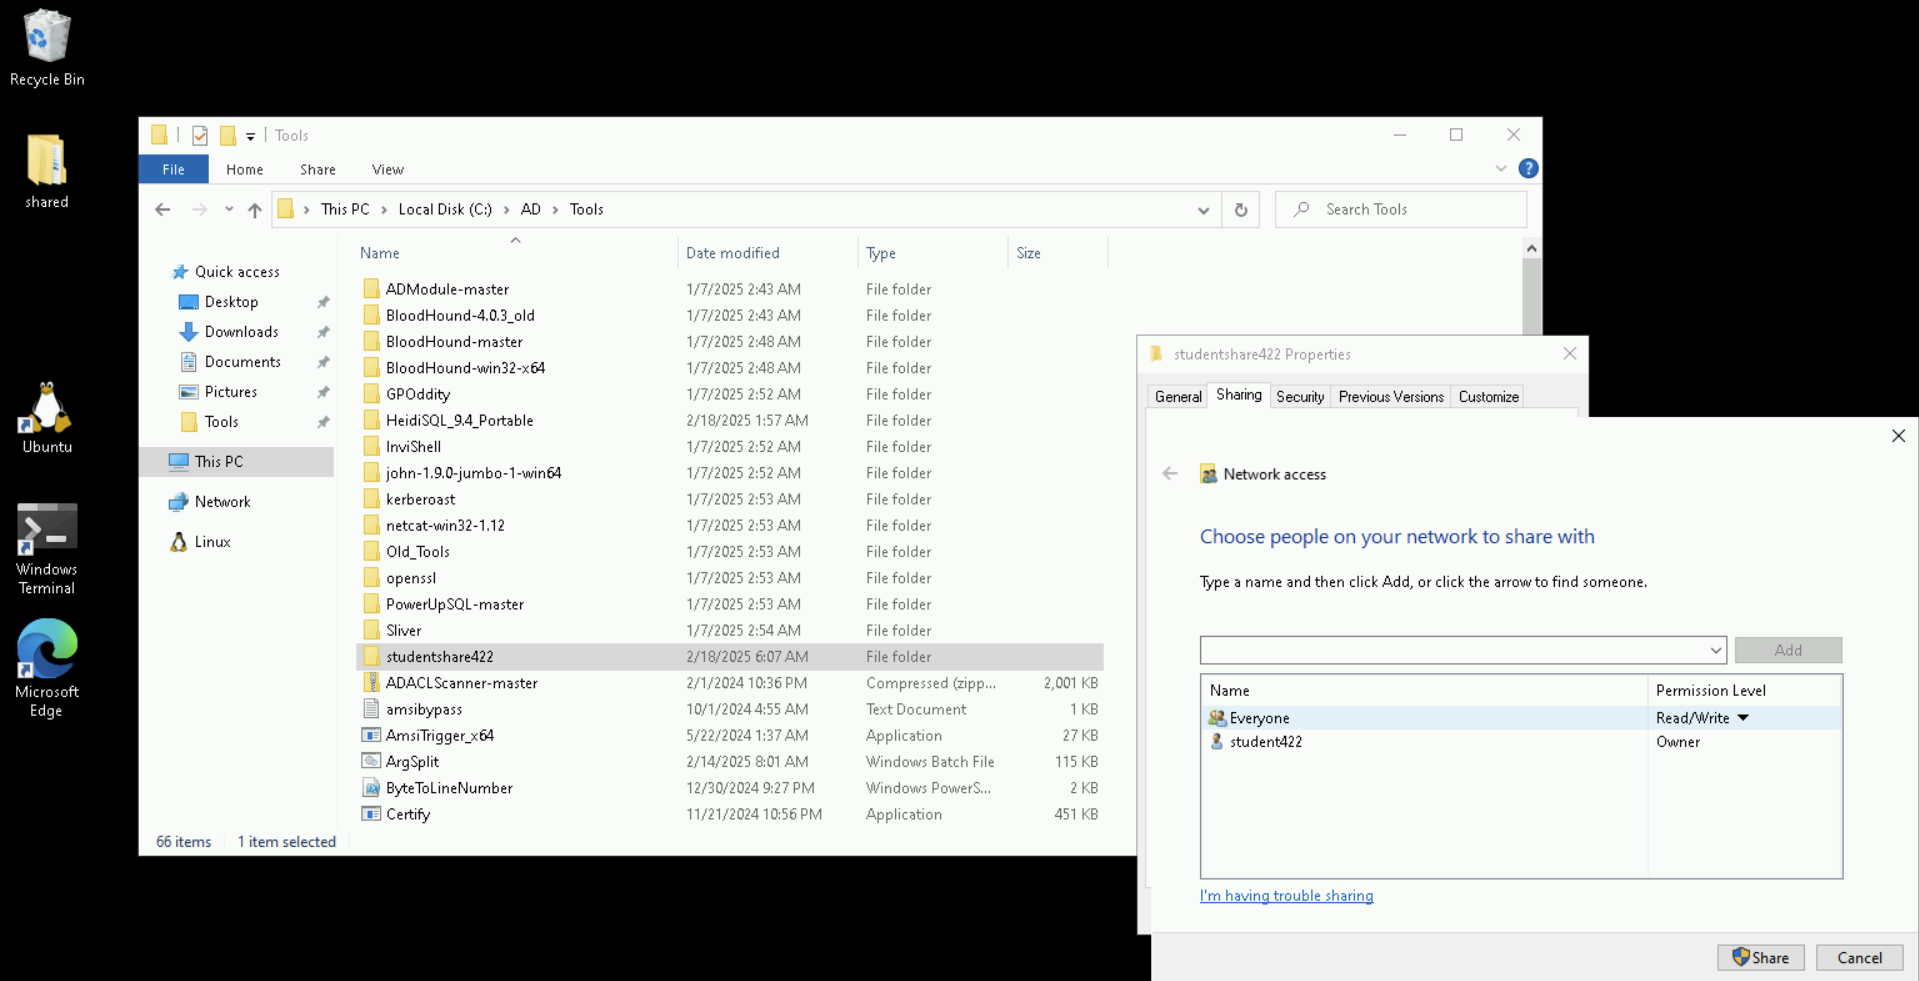 Recycle Bin
shared
Ubuntu
Windows
Terminal
Microsoft
Edge
Tools
File Home Share View
This PC Local Disk (C:) AD Tools
Search Tools
Quick access
Desktop
Downloads
Documents
Pictures
Tools
This PC
Network
Linux
Name Date modified Type Size
ADModule-master 1/7/2025 2:43 AM File folder
BloodHound-4.0.3_old 1/7/2025 2:43 AM File folder
BloodHound-master 1/7/2025 2:48 AM File folder
BloodHound-win32-x64 1/7/2025 2:48 AM File folder
GPOddity 1/7/2025 2:52 AM File folder
HeidiSQL_9.4_Portable 2/18/2025 1:57 AM File folder
InviShell 1/7/2025 2:52 AM File folder
john-1.9.0-jumbo-1-win64 1/7/2025 2:52 AM File folder
kerberoast 1/7/2025 2:53 AM File folder
netcat-win32-1.12 1/7/2025 2:53 AM File folder
Old_Tools 1/7/2025 2:53 AM File folder
openssl 1/7/2025 2:53 AM File folder
PowerUpSQL-master 1/7/2025 2:53 AM File folder
Sliver 1/7/2025 2:54 AM File folder
studentshare422 2/18/2025 6:07 AM File folder
ADACLScanner-master 2/1/2024 10:36 PM Compressed (zipp... 2,001 KB
amsibypass 10/1/2024 4:55 AM Text Document 1 KB
AmsiTrigger_x64 5/22/2024 1:37 AM Application 27 KB
ArgSplit 2/14/2025 8:01 AM Windows Batch File 115 KB
ByteToLineNumber 12/30/2024 9:27 PM Windows PowerS... 2 KB
Certify 11/21/2024 10:56 PM Application 451 KB
66 items 1 item selected
studentshare422 Properties
General Sharing Security Previous Versions Customize
Network access
Choose people on your network to share with
Type a name and then click Add, or click the arrow to find someone.
Add
Name Permission Level
Everyone Read/Write
student422 Owner
I'm having trouble sharing
Share Cancel